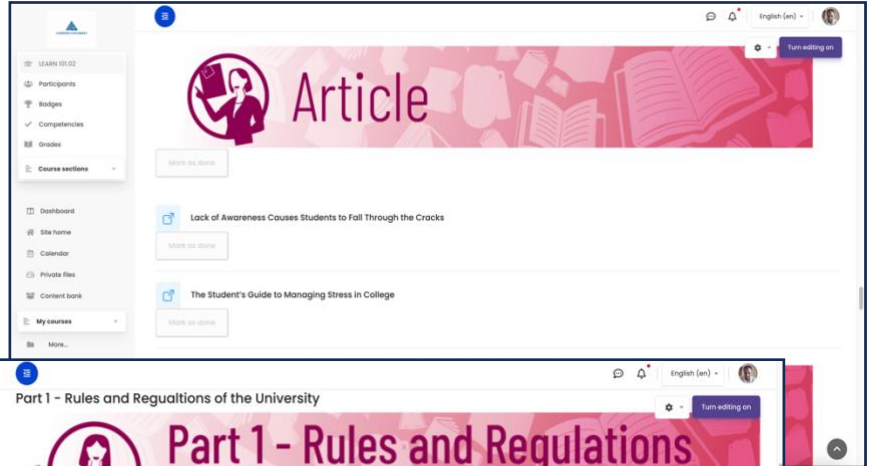 English (en)
Turn editing on
LEARN 101.02
Participants
Badges
Competencies
Grades
Course sections
Dashboard
Site home
Calendar
Private files
Content bank
My courses
More...
Article
Mark as done
Lack of Awareness Causes Students to Fall Through the Cracks
Mark as done
The Student's Guide to Managing Stress in College
Mark as done
English (en)
Part 1 - Rules and Regualtions of the University
Turn editing on
Part 1 - Rules and Regulations